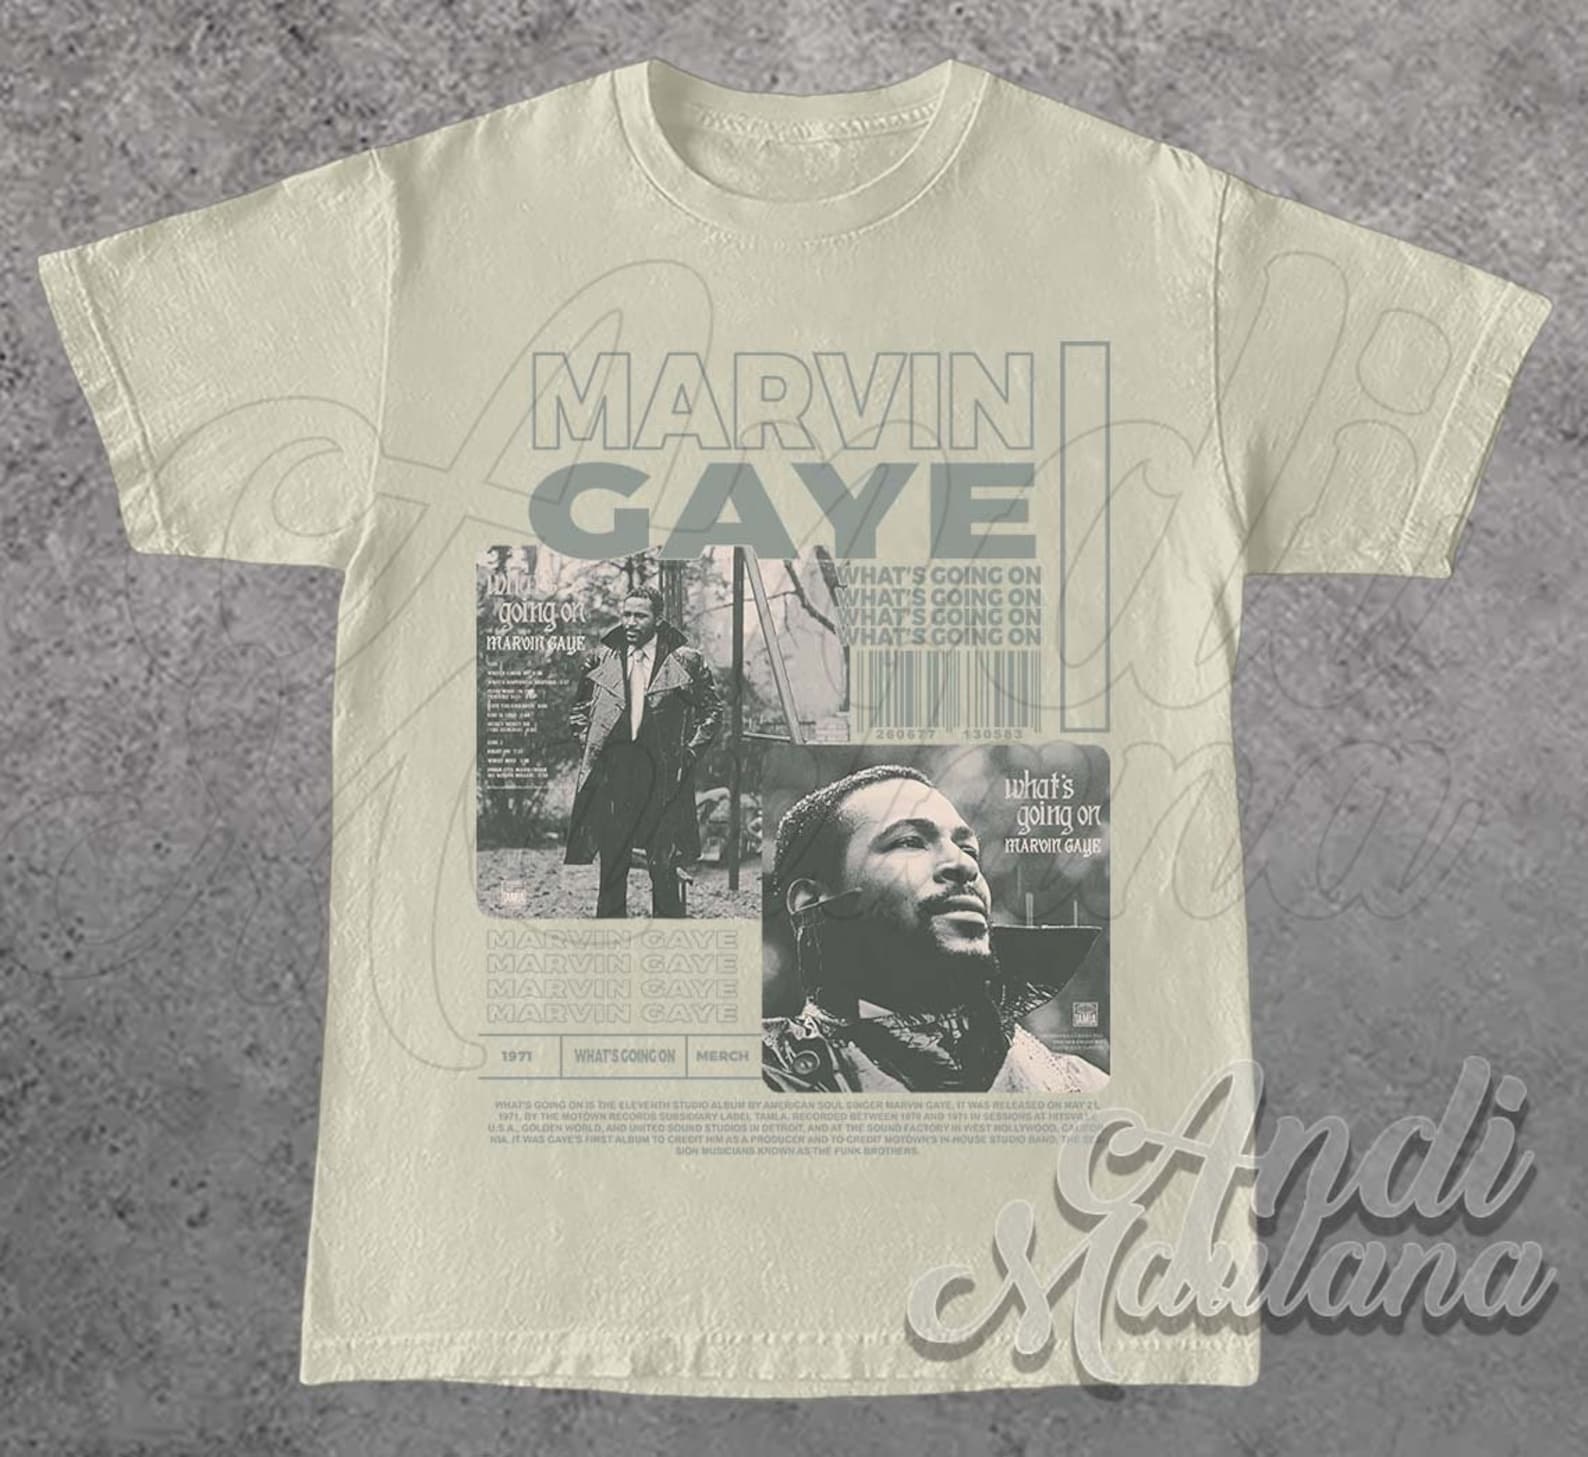 MARVIN
GAYE
WHAT'S GOING ON
WHAT'S GOING ON
WHAT'S GOING ON
WHAT'S GOING ON
260677 130583
what's
going on
MARVIN GAYE
what's
going on
MARVIN GAYE
TAMLA
MARVIN GAYE
MARVIN GAYE
MARVIN GAYE
MARVIN GAYE
1971 WHAT'S GOING ON MERCH
WHAT'S GOING ON IS THE ELEVENTH STUDIO ALBUM BY AMERICAN SOUL SINGER MARVIN GAYE. IT WAS RELEASED ON MAY 21,
1971, BY THE MOTOWN RECORDS SUBSIDIARY LABEL TAMLA. RECORDED BETWEEN 1970 AND 1971 IN SESSIONS AT HITSVILLE
U.S.A., GOLDEN WORLD, AND UNITED SOUND STUDIOS IN DETROIT, AND AT THE SOUND FACTORY IN WEST HOLLYWOOD, CALIFOR
NIA, IT WAS GAYE'S FIRST ALBUM TO CREDIT HIM AS A PRODUCER AND TO CREDIT MOTOWN'S IN-HOUSE STUDIO BAND, THE SES
SION MUSICIANS KNOWN AS THE FUNK BROTHERS.
Andi
Maulana
Andi
Maulana